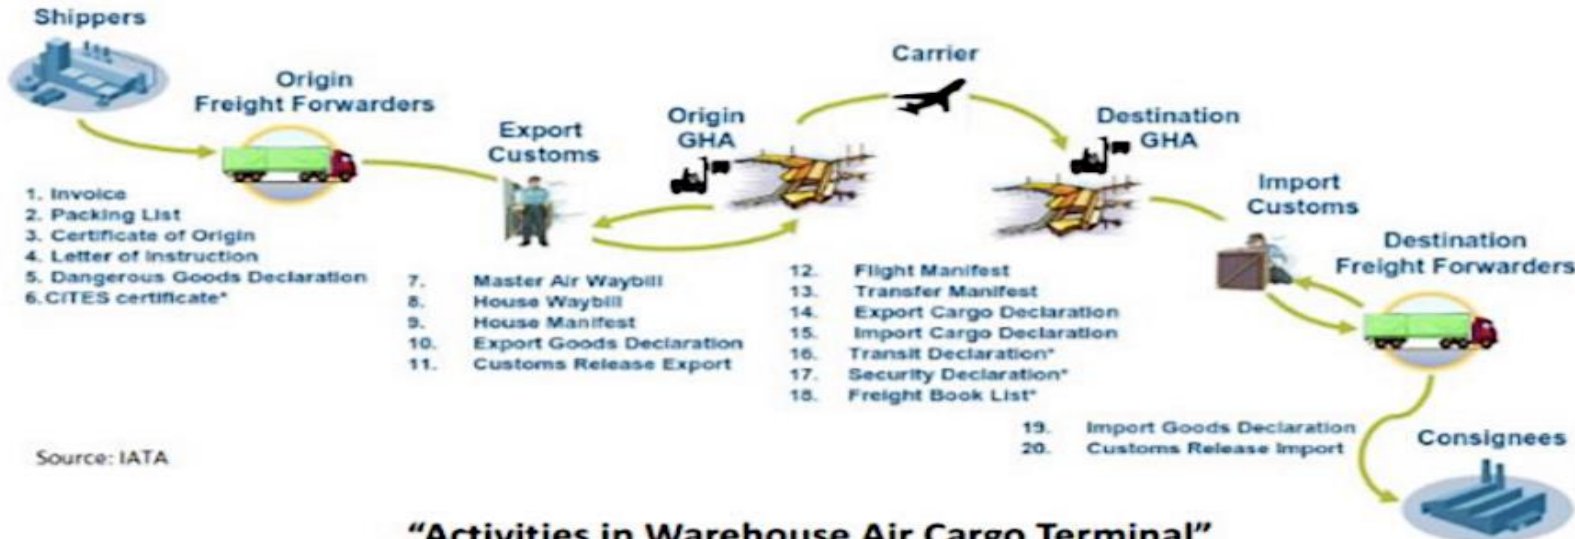 Shippers
Origin
Freight Forwarders
Export
Customs
Origin
GHA
Carrier
Destination
GHA
Import
Customs
Destination
Freight Forwarders
1. Invoice
2. Packing List
3. Certificate of Origin
4. Letter of Instruction
5. Dangerous Goods Declaration
6.CITES certificate*
7. Master Air Waybill
8. House Waybill
9. House Manifest
10. Export Goods Declaration
11. Customs Release Export
12. Flight Manifest
13. Transfer Manifest
14. Export Cargo Declaration
15. Import Cargo Declaration
16. Transit Declaration*
17. Security Declaration*
18. Freight Book List*
19. Import Goods Declaration
20. Customs Release Import
Consignees
Source: IATA
"Activities in Warehouse Air Cargo Terminal"